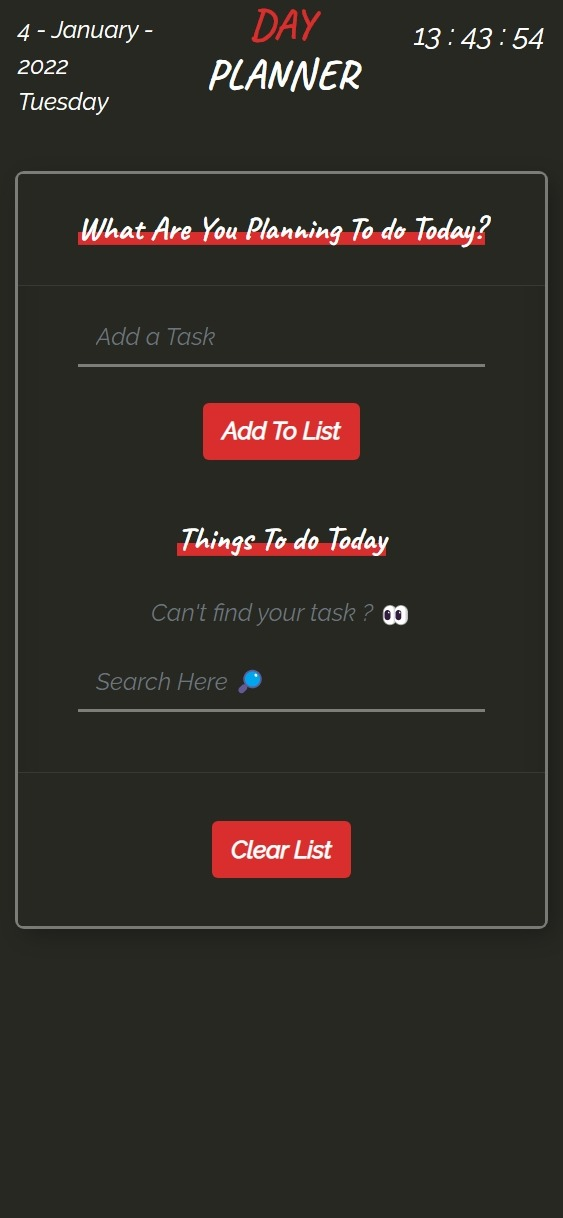 4 - January -
2022
Tuesday
DAY
PLANNER
13 : 43 : 54
What Are You Planning To do Today?
Add a Task
Add To List
Things To do Today
Can't find your task ? 👀
Search Here 🔎
Clear List